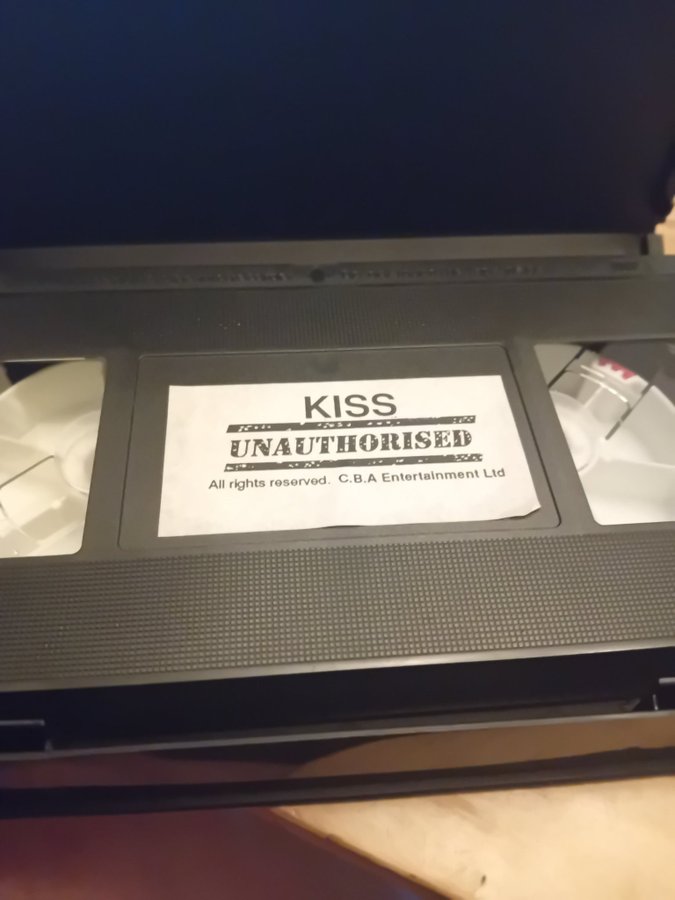 KISS
UNAUTHORISED
All rights reserved. C.B.A Entertainment Ltd